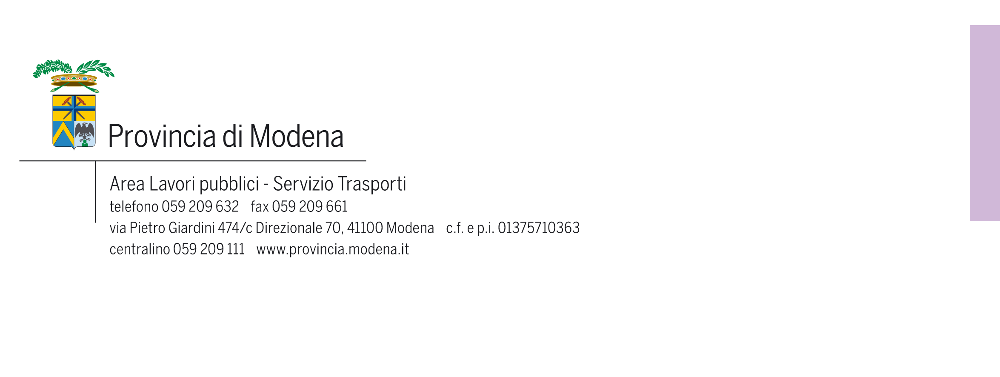 Provincia di Modena
Area Lavori pubblici - Servizio Trasporti
telefono 059 209 632 fax 059 209 661
via Pietro Giardini 474/c Direzionale 70, 41100 Modena c.f. e p.i. 01375710363
centralino 059 209 111 www.provincia.modena.it